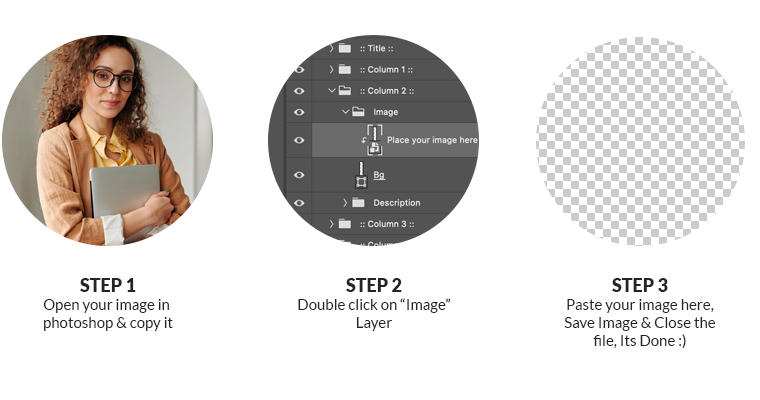 :: Title ::
:: Column 1 ::
:: Column 2 ::
Image
Place your image here
Bg
Description
:: Column 3 ::
STEP 1
Open your image in
photoshop & copy it
STEP 2
Double click on “Image”
Layer
STEP 3
Paste your image here,
Save Image & Close the
file, Its Done :)